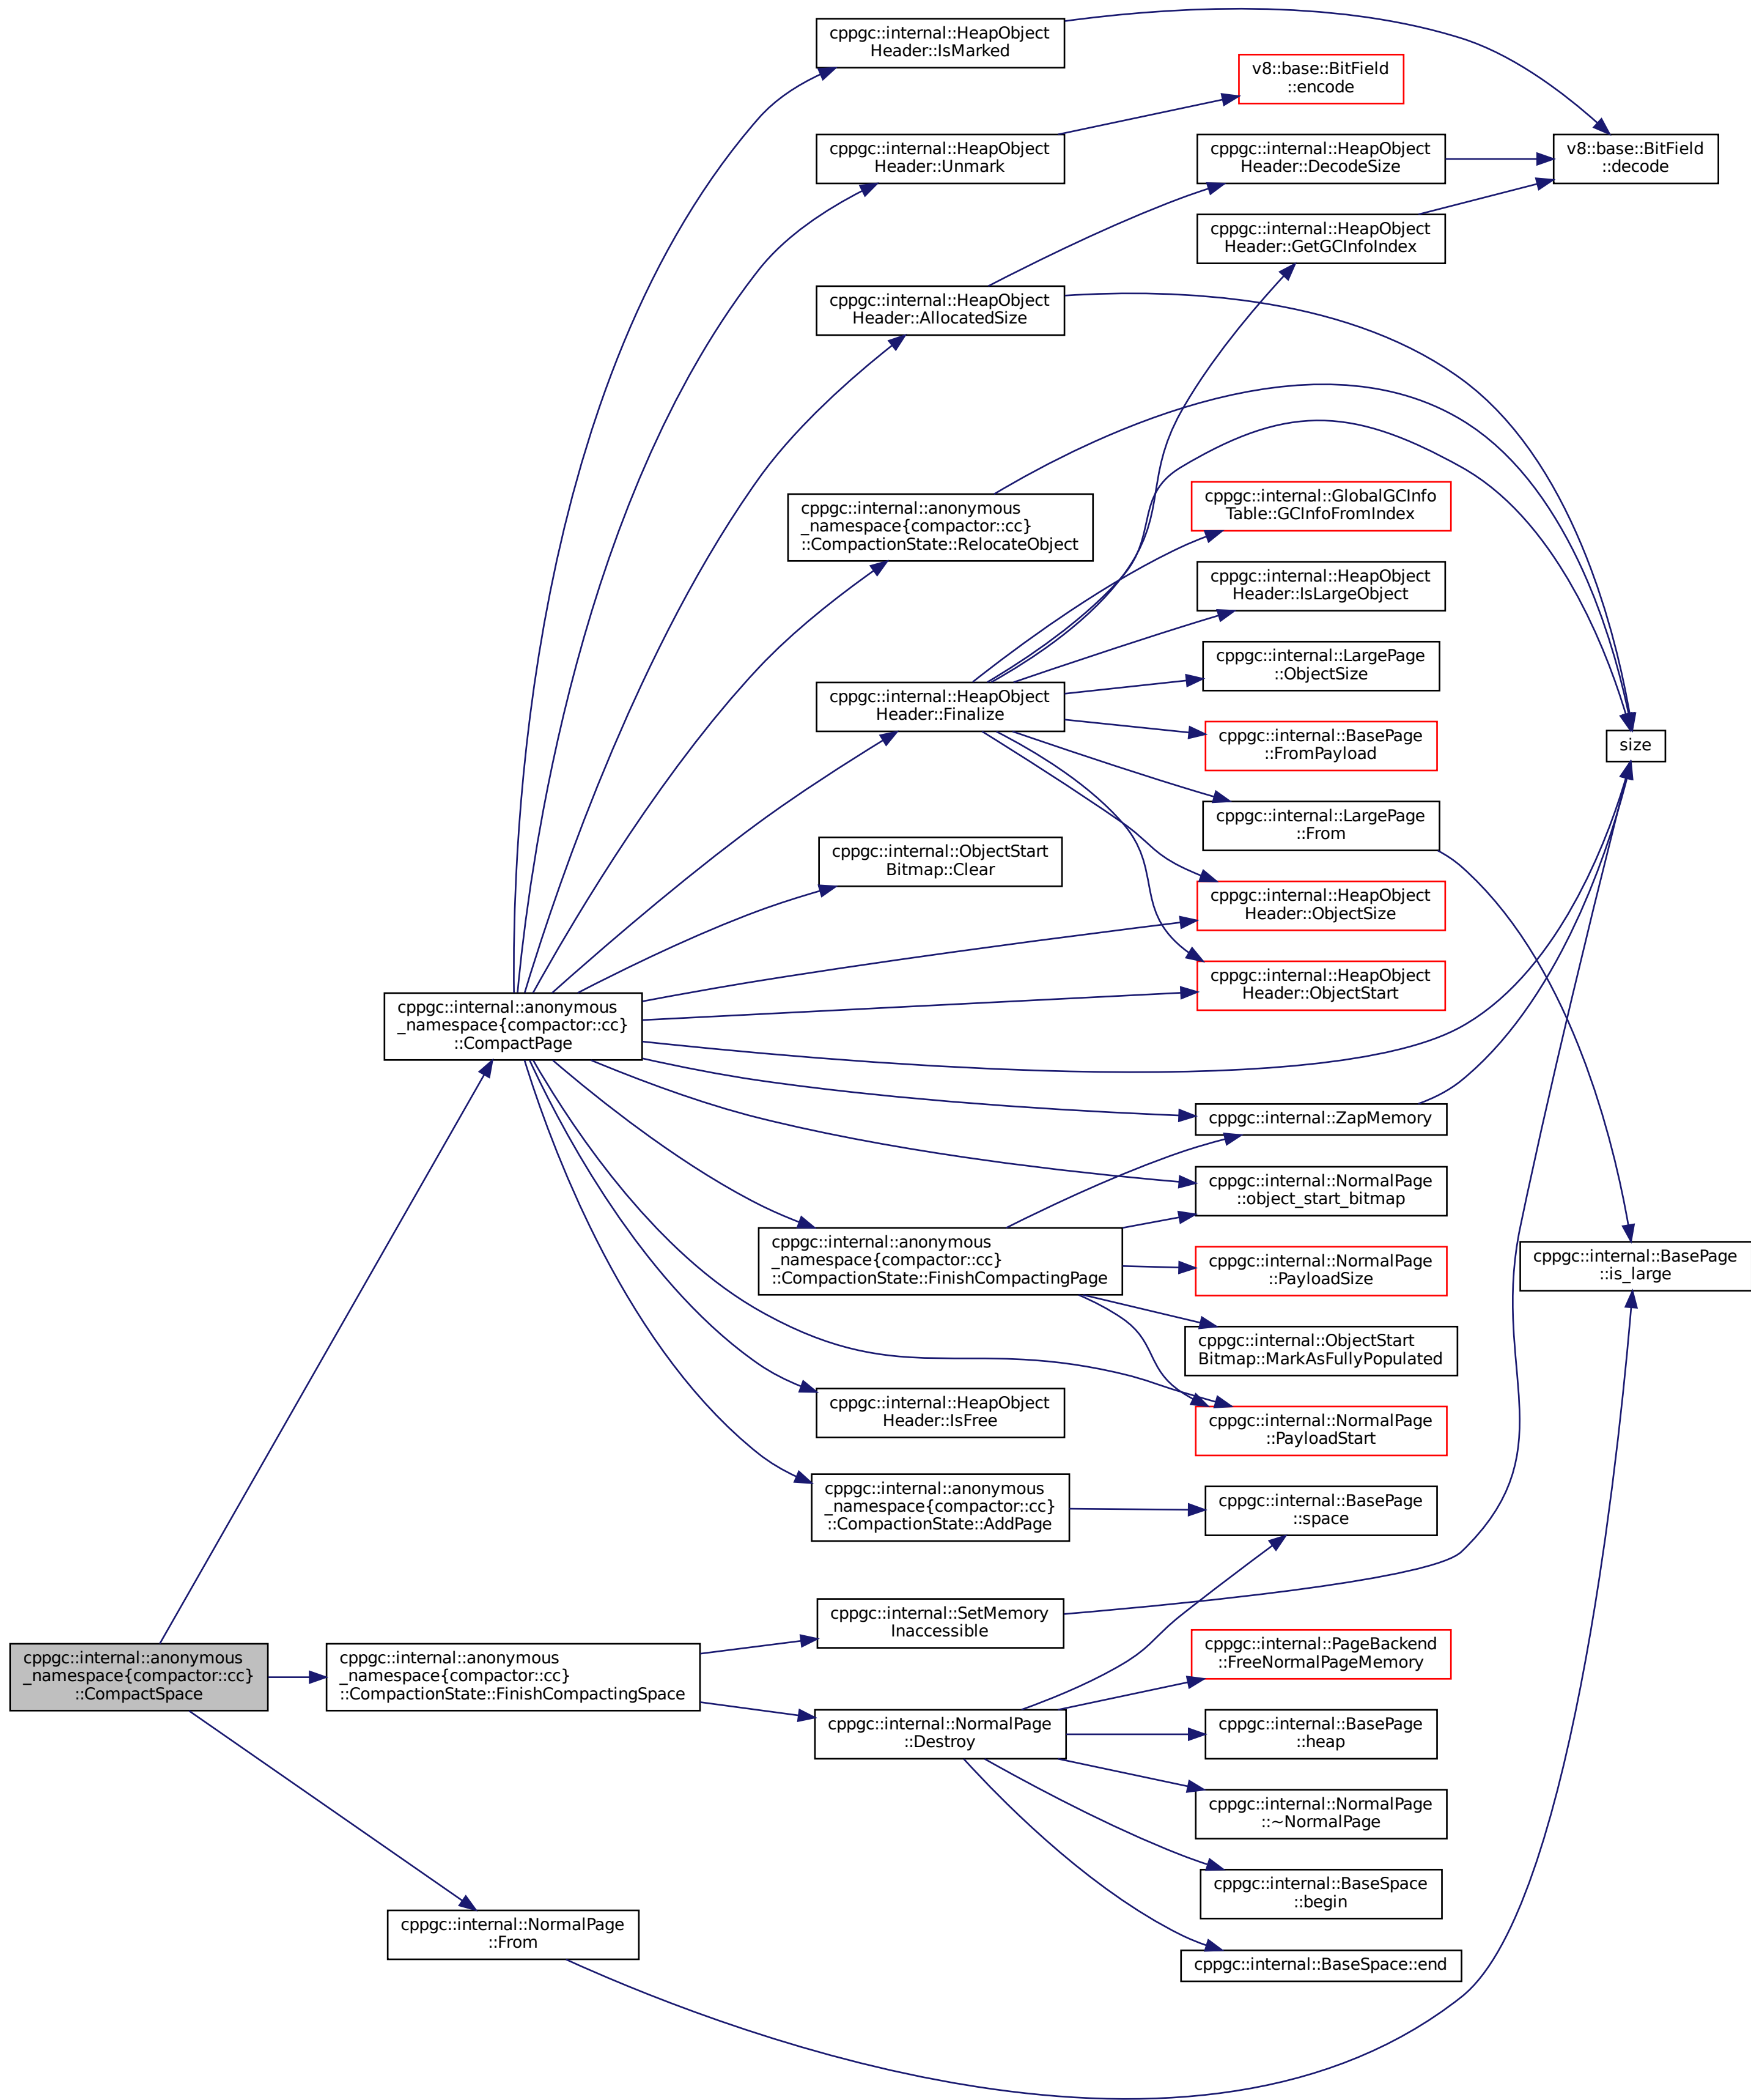 cppgc::internal::HeapObject
Header::IsMarked
v8::base::BitField
::encode
cppgc::internal::HeapObject
Header::Unmark
cppgc::internal::HeapObject
Header::DecodeSize
v8::base::BitField
::decode
cppgc::internal::HeapObject
Header::GetGCInfoIndex
cppgc::internal::HeapObject
Header::AllocatedSize
cppgc::internal::anonymous
_namespace{compactor::cc}
::CompactionState::RelocateObject
cppgc::internal::GlobalGCInfo
Table::GCInfoFromIndex
cppgc::internal::HeapObject
Header::IsLargeObject
cppgc::internal::LargePage
::ObjectSize
cppgc::internal::HeapObject
Header::Finalize
cppgc::internal::BasePage
::FromPayload
size
cppgc::internal::LargePage
::From
cppgc::internal::ObjectStart
Bitmap::Clear
cppgc::internal::HeapObject
Header::ObjectSize
cppgc::internal::HeapObject
Header::ObjectStart
cppgc::internal::anonymous
_namespace{compactor::cc}
::CompactPage
cppgc::internal::ZapMemory
cppgc::internal::NormalPage
::object_start_bitmap
cppgc::internal::anonymous
_namespace{compactor::cc}
::CompactionState::FinishCompactingPage
cppgc::internal::NormalPage
::PayloadSize
cppgc::internal::BasePage
::is_large
cppgc::internal::ObjectStart
Bitmap::MarkAsFullyPopulated
cppgc::internal::HeapObject
Header::IsFree
cppgc::internal::NormalPage
::PayloadStart
cppgc::internal::anonymous
_namespace{compactor::cc}
::CompactionState::AddPage
cppgc::internal::BasePage
::space
cppgc::internal::SetMemory
Inaccessible
cppgc::internal::PageBackend
::FreeNormalPageMemory
cppgc::internal::anonymous
_namespace{compactor::cc}
::CompactSpace
cppgc::internal::anonymous
_namespace{compactor::cc}
::CompactionState::FinishCompactingSpace
cppgc::internal::NormalPage
::Destroy
cppgc::internal::BasePage
::heap
cppgc::internal::NormalPage
::~NormalPage
cppgc::internal::BaseSpace
::begin
cppgc::internal::NormalPage
::From
cppgc::internal::BaseSpace::end